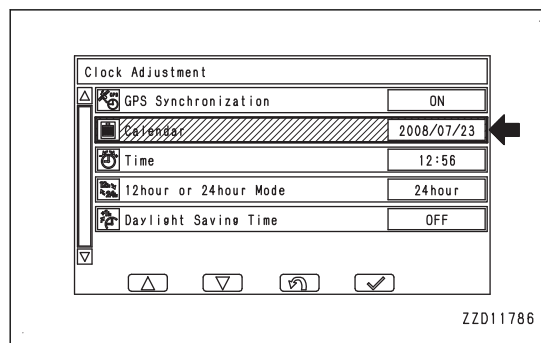 Clock Adjustment
GPS Synchronization ON
Calendar 2008/07/23
Time 12:56
12hour or 24hour Mode 24hour
Daylight Saving Time OFF
ZZD11786